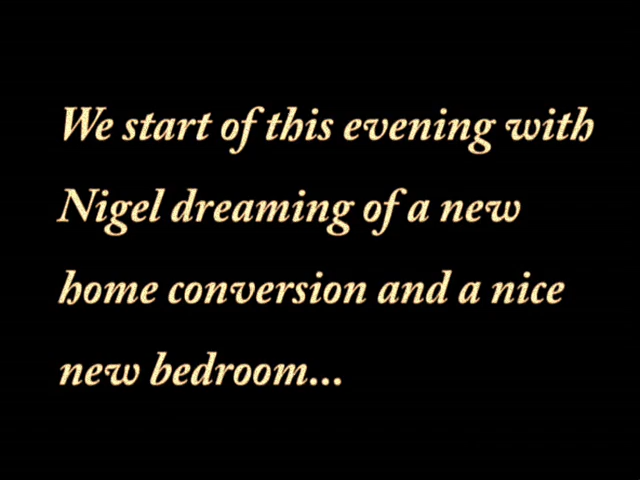 We start of this evening with
Nigel dreaming of a new
home conversion and a nice
new bedroom...